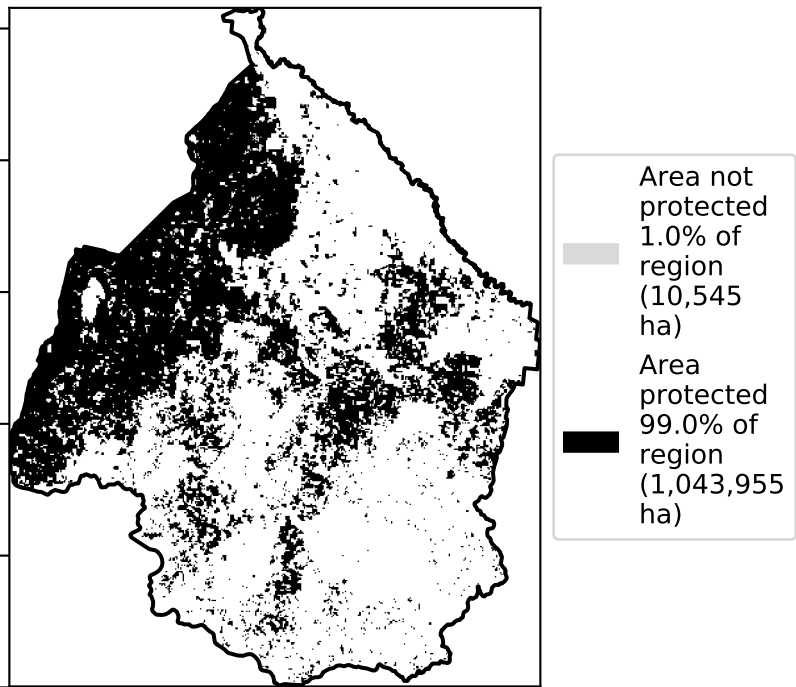 Area not
protected
1.0% of
region
(10,545
ha)
Area
protected
99.0% of
region
(1,043,955
ha)